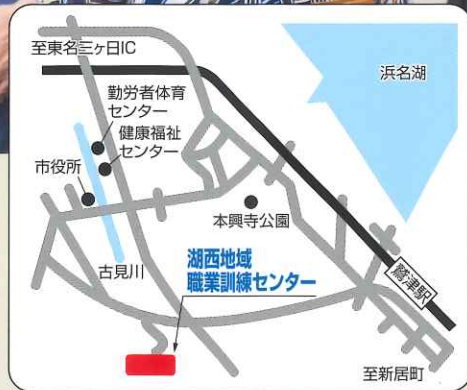 至東名三ヶ日IC
浜名湖
勤労者体育
センター
健康福祉
センター
市役所
本興寺公園
古見川
湖西地域
職業訓練センター
鷲津駅
至新居町